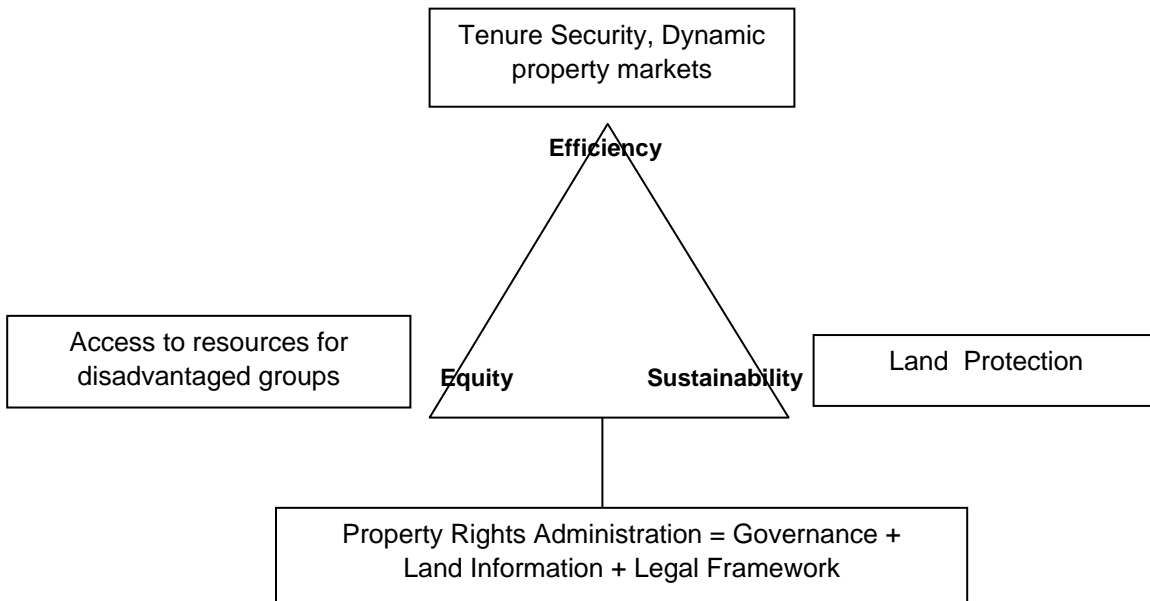 Tenure Security, Dynamic
property markets
Efficiency
Access to resources for
disadvantaged groups
Equity
Sustainability
Land Protection
Property Rights Administration = Governance +
Land Information + Legal Framework